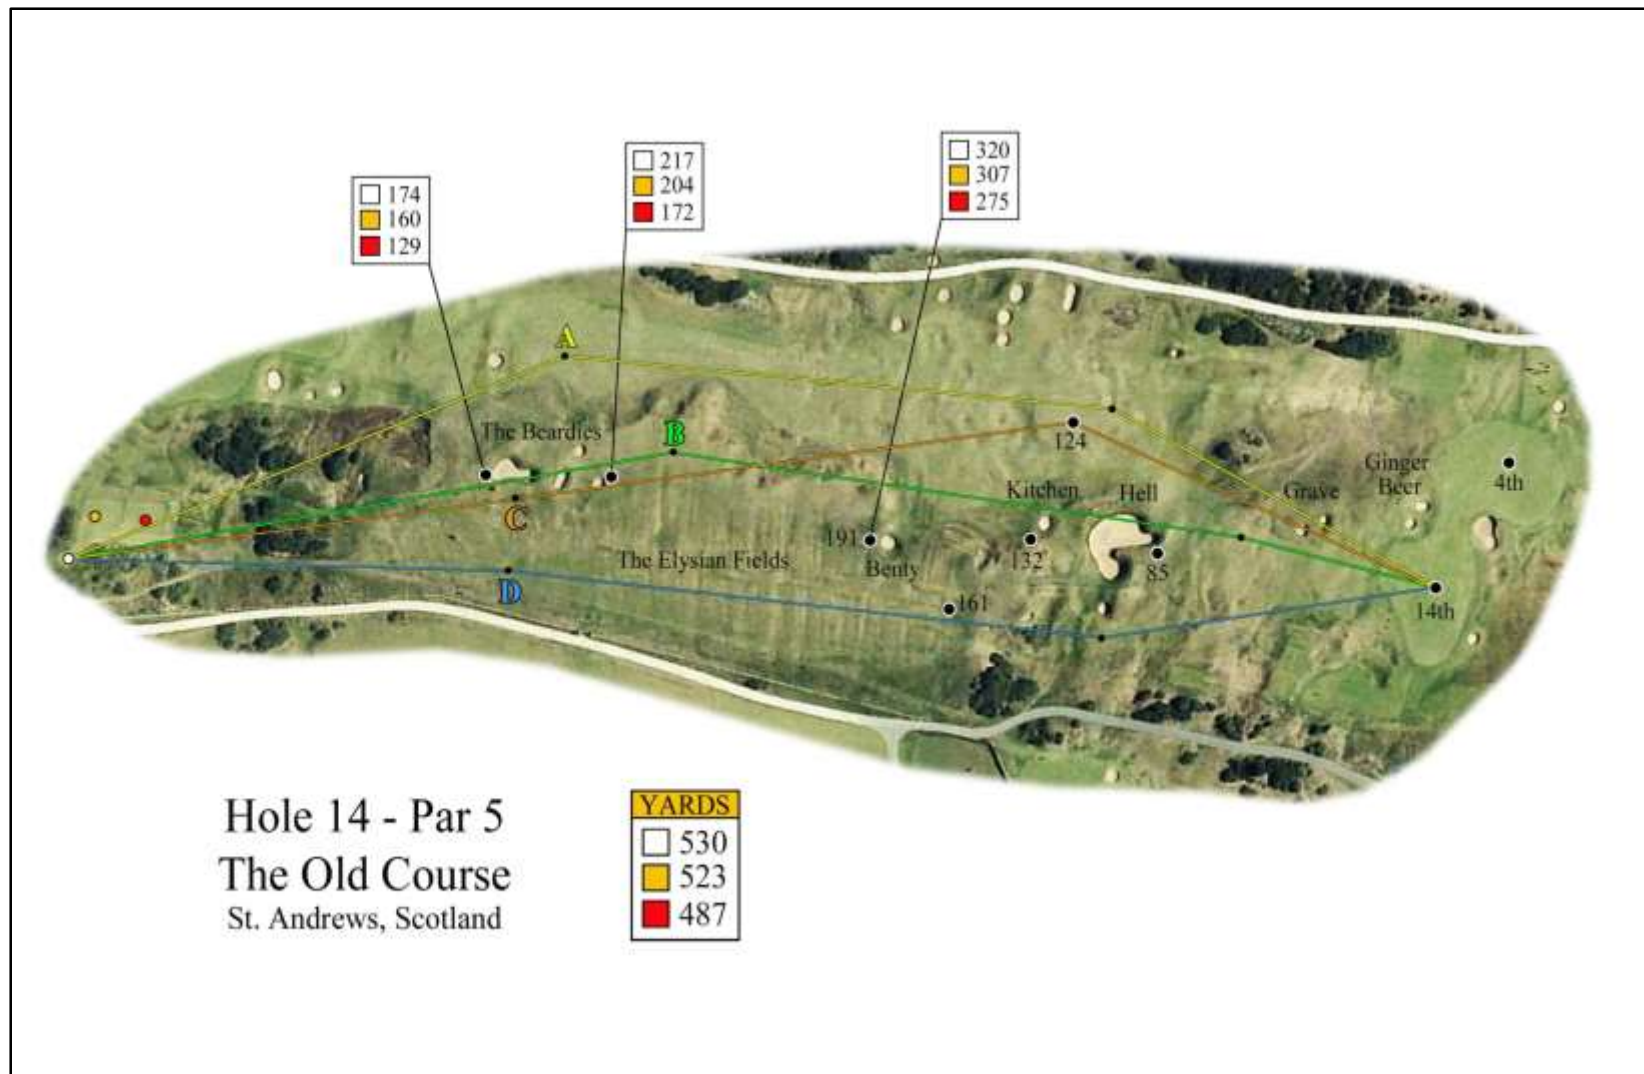 320
307
275
217
204
172
174
160
129
A
The Beardies
B
124
Ginger
Beer
4th
Kitchen
Hell
Grave
C
191
The Elysian Fields
Benty
132
85
D
161
14th
YARDS
530
523
487
Hole 14 - Par 5
The Old Course
St. Andrews, Scotland